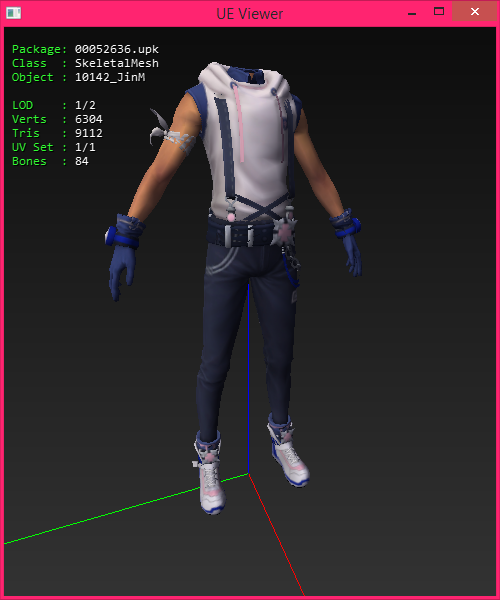 UE Viewer
Package: 00052636.upk
Class  : SkeletalMesh
Object : 10142_JinM
LOD    : 1/2
Verts  : 6304
Tris   : 9112
UV Set : 1/1
Bones  : 84